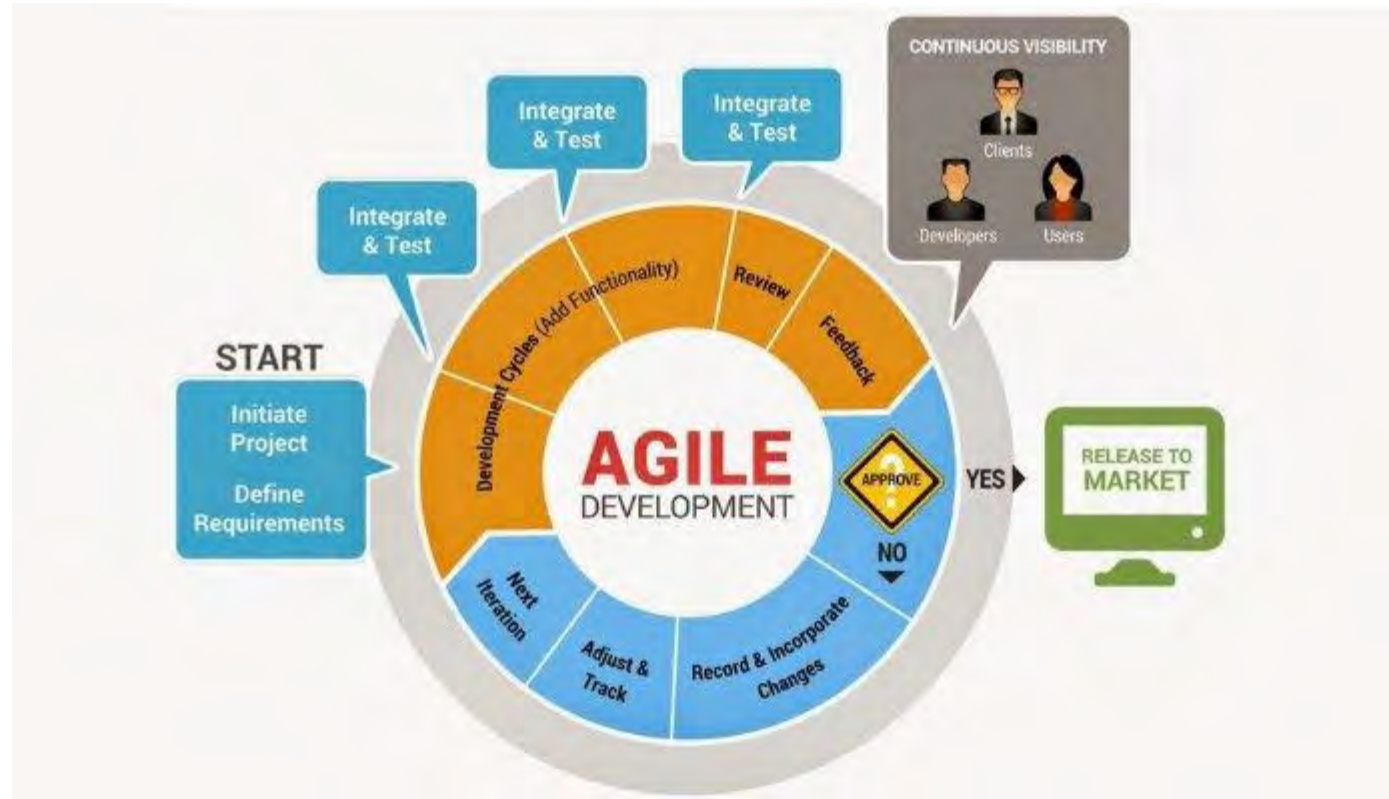 START
Initiate
Project
Define
Requirements
Integrate
& Test
Integrate
& Test
Integrate
& Test
CONTINUOUS VISIBILITY
Clients
Developers
Users
Development Cycles (Add Functionality)
Review
Feedback
APPROVE
?
YES
NO
RELEASE TO
MARKET
Record & Incorporate
Changes
Adjust &
Track
Next
Iteration
AGILE
DEVELOPMENT